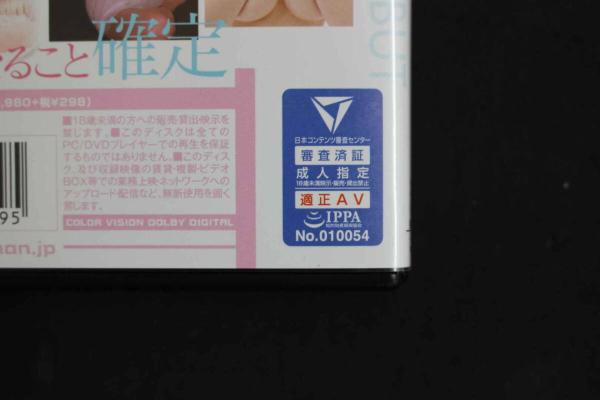 BUT
ること確定
,980+税¥298)
■18歳未満の方への販売・貸出・映示を
禁じます。■このディスクは全ての
PC/DVDプレイヤーでの再生を保証
するものではありません。■このディス
ク、及び収録映像の賃貸・複製・ビデオ
BOX等での業務上映・ネットワークへの
アップロード配信など、無断使用を固く
禁じます。
COLOR VISION DOLBY DIGITAL
95
man.jp
日本コンテンツ審査センター
審査済証
成人指定
18歳未満映示・販売・貸出禁止
適正AV
IPPA
No.010054